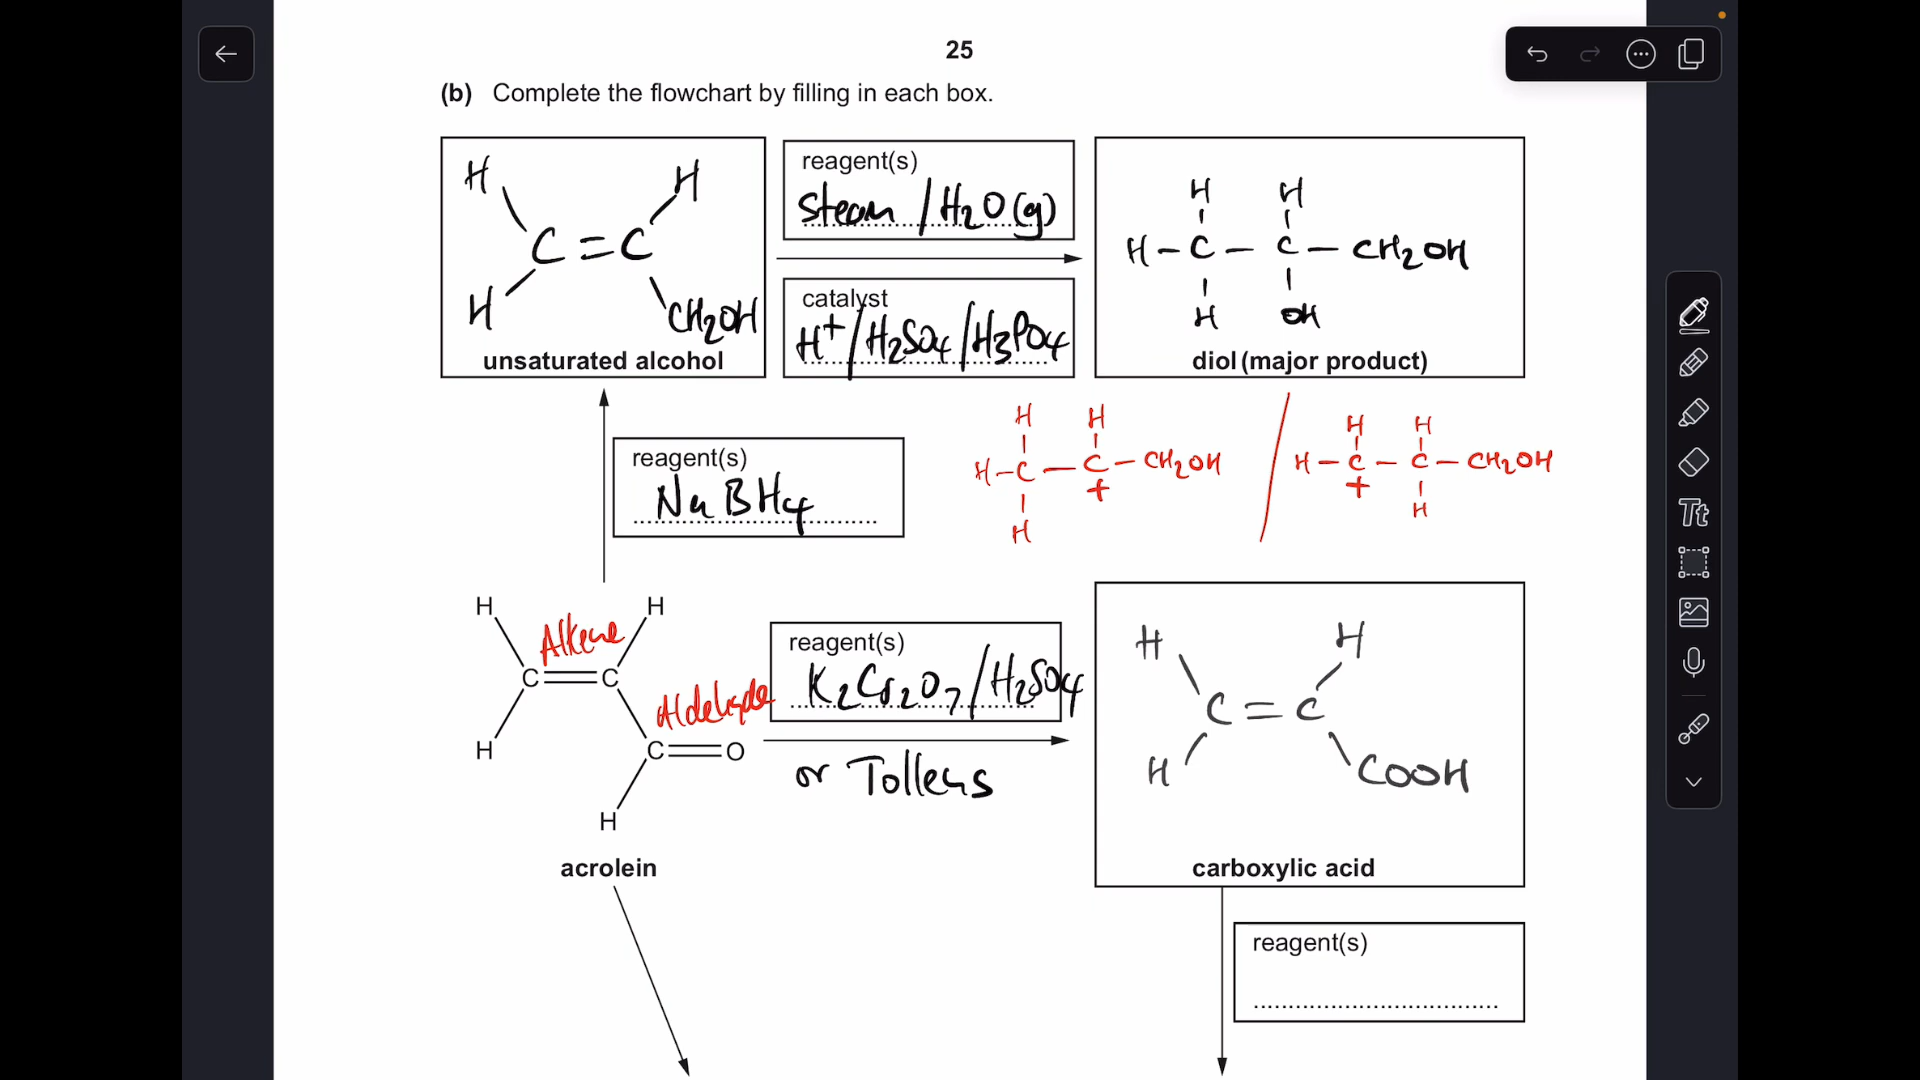 25
(b) Complete the flowchart by filling in each box.
H
H
C = C
H
CH2OH
unsaturated alcohol
reagent(s)
steam / H2O(g)
catalyst
H+ / H2SO4 / H3PO4
H H
H - C - C - CH2OH
H OH
diol (major product)
reagent(s)
NaBH4
H H
H - C - C - CH2OH
+
H
H H
H - C - C - CH2OH
+
H
H H
Alkene
C C
Aldehyde
H C O
H
acrolein
reagent(s)
K2Cr2O7 / H2SO4
or Tollens
H H
C = C
H COOH
carboxylic acid
reagent(s)
Tt